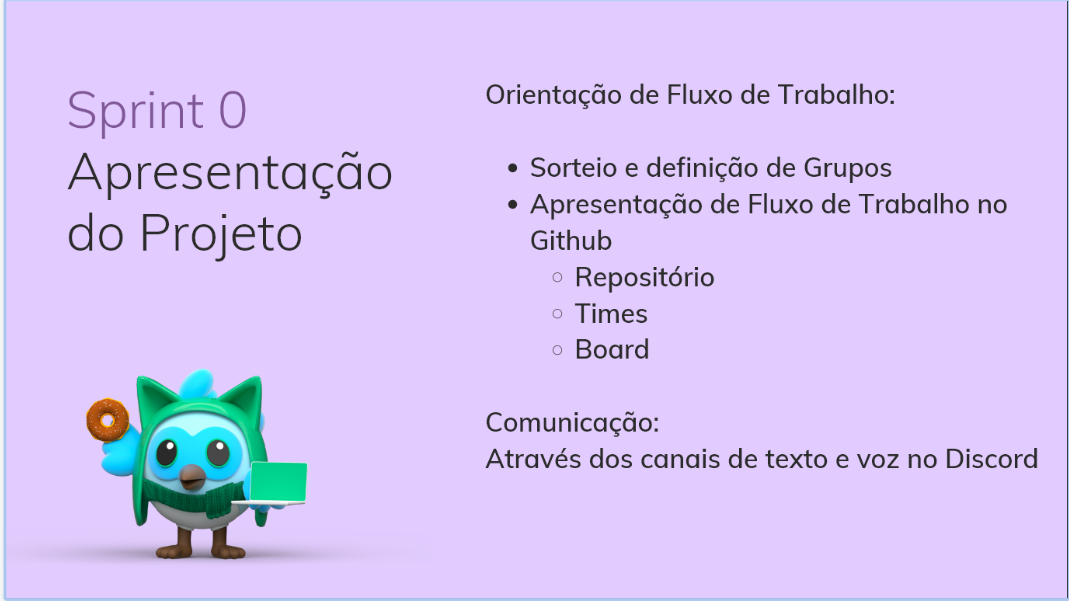 Sprint 0
Apresentação
do Projeto
Orientação de Fluxo de Trabalho:
• Sorteio e definição de Grupos
• Apresentação de Fluxo de Trabalho no
Github
○ Repositório
○ Times
○ Board
Comunicação:
Através dos canais de texto e voz no Discord